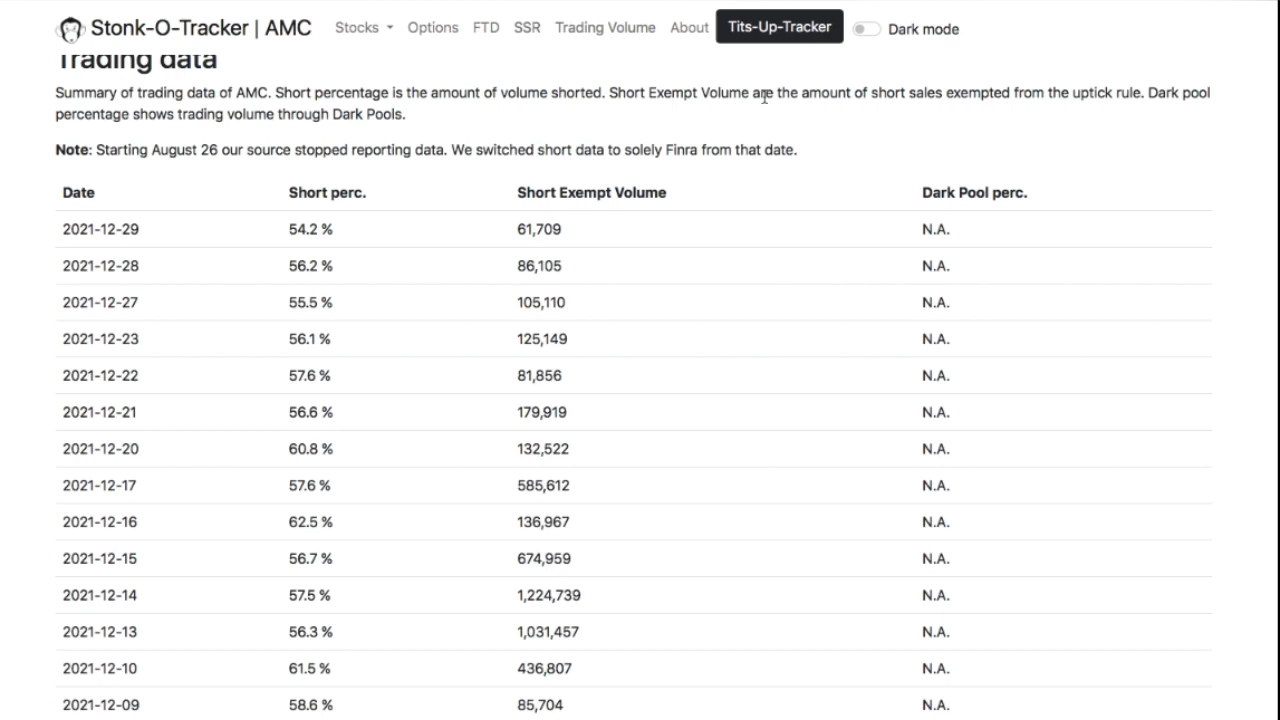 Stonk-O-Tracker | AMC Stocks Options FTD SSR Trading Volume About Tits-Up-Tracker Dark mode
Trading data
Summary of trading data of AMC. Short percentage is the amount of volume shorted. Short Exempt Volume are the amount of short sales exempted from the uptick rule. Dark pool
percentage shows trading volume through Dark Pools.
Note: Starting August 26 our source stopped reporting data. We switched short data to solely Finra from that date.
Date Short perc. Short Exempt Volume Dark Pool perc.
2021-12-29 54.2 % 61,709 N.A.
2021-12-28 56.2 % 86,105 N.A.
2021-12-27 55.5 % 105,110 N.A.
2021-12-23 56.1 % 125,149 N.A.
2021-12-22 57.6 % 81,856 N.A.
2021-12-21 56.6 % 179,919 N.A.
2021-12-20 60.8 % 132,522 N.A.
2021-12-17 57.6 % 585,612 N.A.
2021-12-16 62.5 % 136,967 N.A.
2021-12-15 56.7 % 674,959 N.A.
2021-12-14 57.5 % 1,224,739 N.A.
2021-12-13 56.3 % 1,031,457 N.A.
2021-12-10 61.5 % 436,807 N.A.
2021-12-09 58.6 % 85,704 N.A.